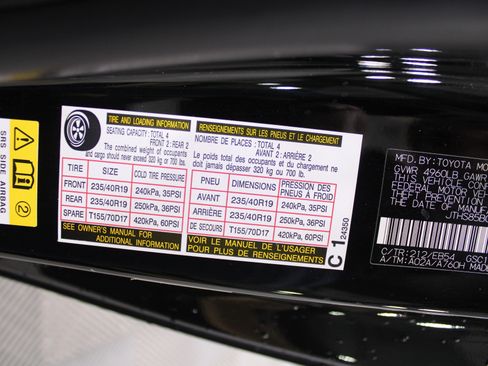 SRS SIDE AIRBAG
2
TIRE AND LOADING INFORMATION
SEATING CAPACITY: TOTAL 4
FRONT 2: REAR 2
The combined weight of occupants
and cargo should never exceed 320 kg or 700 lbs.
TIRE SIZE COLD TIRE PRESSURE
FRONT 235/40R19 240kPa, 35PSI
REAR 235/40R19 250kPa, 36PSI
SPARE T155/70D17 420kPa, 60PSI
SEE OWNER'S MANUAL FOR
ADDITIONAL INFORMATION
RENSEIGNEMENTS SUR LES PNEUS ET LE CHARGEMENT
NOMBRE DE PLACES: TOTAL 4
AVANT 2: ARRIÈRE 2
Le poids total des occupants et du chargement ne
doit jamais dépasser 320 kg ou 700 lb.
PNEU DIMENSIONS PRESSION DES PNEUS À FROID
AVANT 235/40R19 240kPa, 35PSI
ARRIÈRE 235/40R19 250kPa, 36PSI
DE SECOURS T155/70D17 420kPa, 60PSI
VOIR LE MANUEL DE L'USAGER
POUR PLUS DE RENSEIGNEMENTS
C 1 24350
MFD. BY: TOYOTA MO
GVWR 4960LB GAWR
THIS VEHICLE
FEDERAL MOTOR
THEFT PREVENTION
THE DATE OF MANU
JTHS85BC
C/TR: 212/EB54 GSC1
A/TM: A02A/A760H MADE